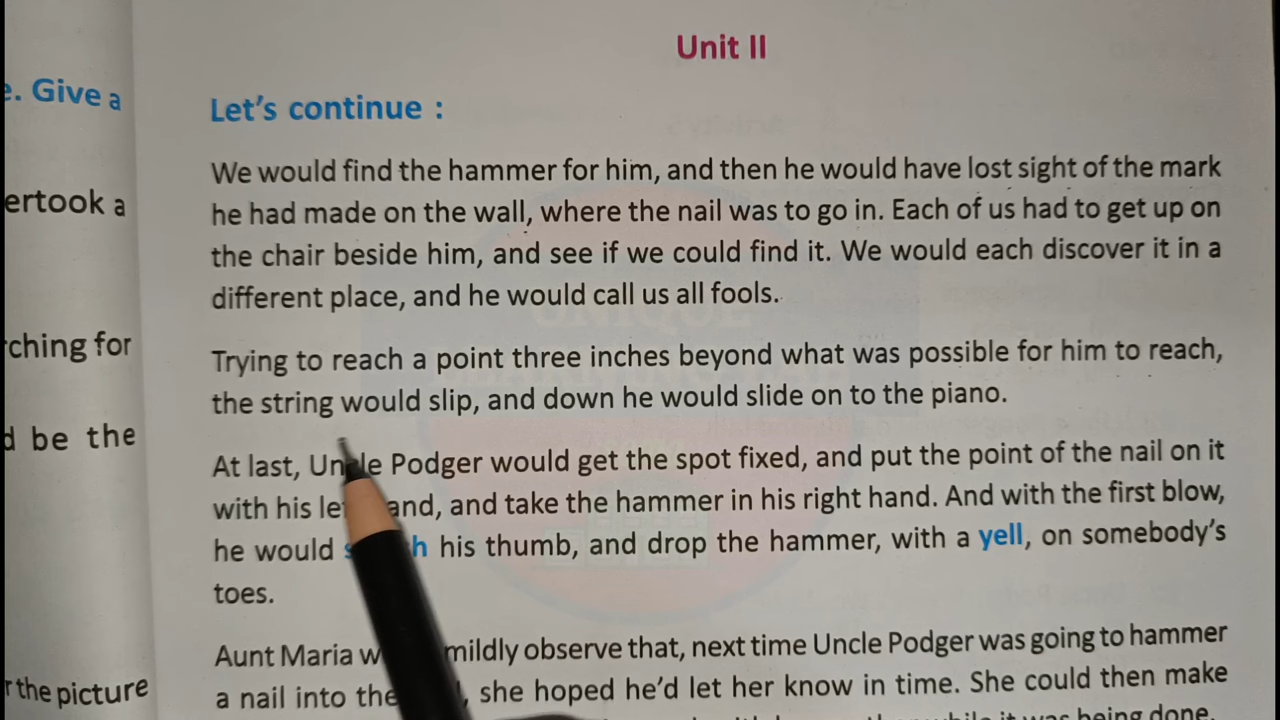 Unit II
e. Give a
Let's continue :
We would find the hammer for him, and then he would have lost sight of the mark
ertook a
he had made on the wall, where the nail was to go in. Each of us had to get up on
the chair beside him, and see if we could find it. We would each discover it in a
different place, and he would call us all fools.
rching for
Trying to reach a point three inches beyond what was possible for him to reach,
the string would slip, and down he would slide on to the piano.
d be the
At last, Uncle Podger would get the spot fixed, and put the point of the nail on it
with his and, and take the hammer in his right hand. And with the first blow,
he would his thumb, and drop the hammer, with a yell, on somebody's
toes.
Aunt Maria mildly observe that, next time Uncle Podger was going to hammer
r the picture
a nail into the , she hoped he'd let her know in time. She could then make
while it was being done.